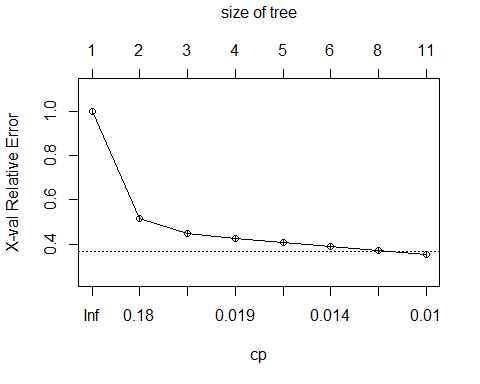 size of tree
1 2 3 4 5 6 8 11
X-val Relative Error
1.0
0.8
0.6
0.4
Inf 0.18 0.019 0.014 0.01
cp